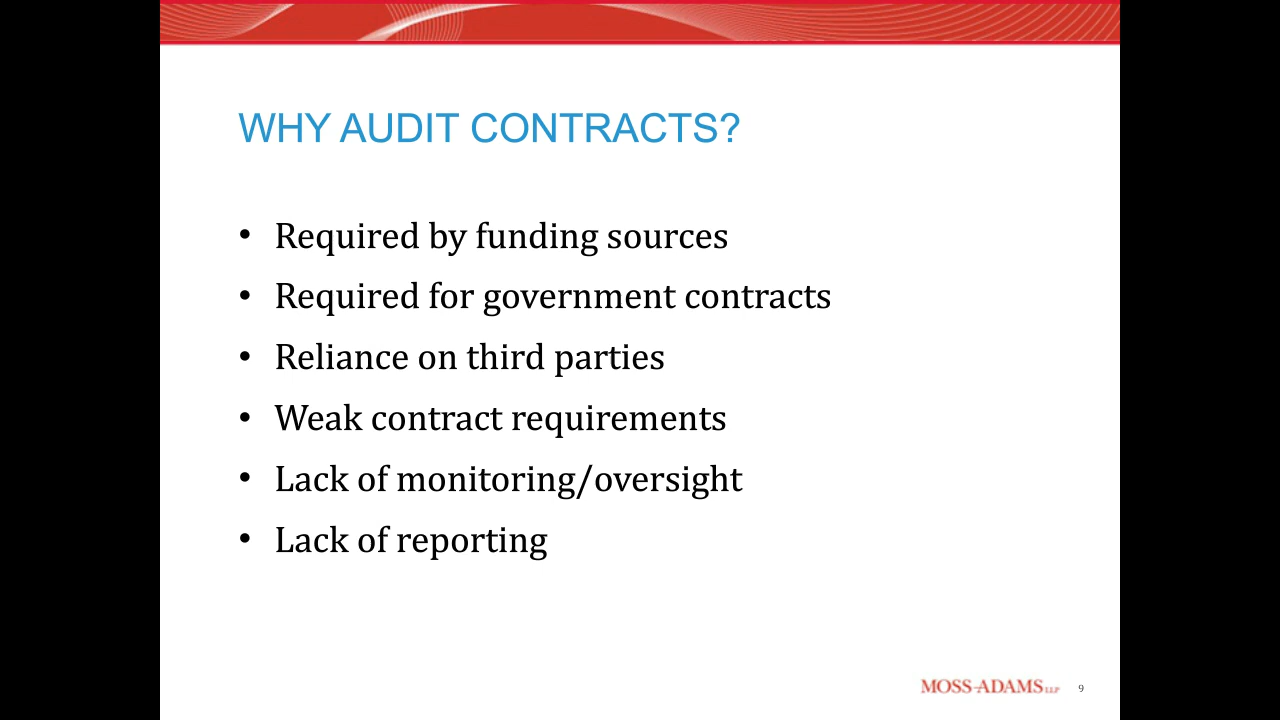 WHY AUDIT CONTRACTS?
• Required by funding sources
• Required for government contracts
• Reliance on third parties
• Weak contract requirements
• Lack of monitoring/oversight
• Lack of reporting
MOSS-ADAMS LLP 9